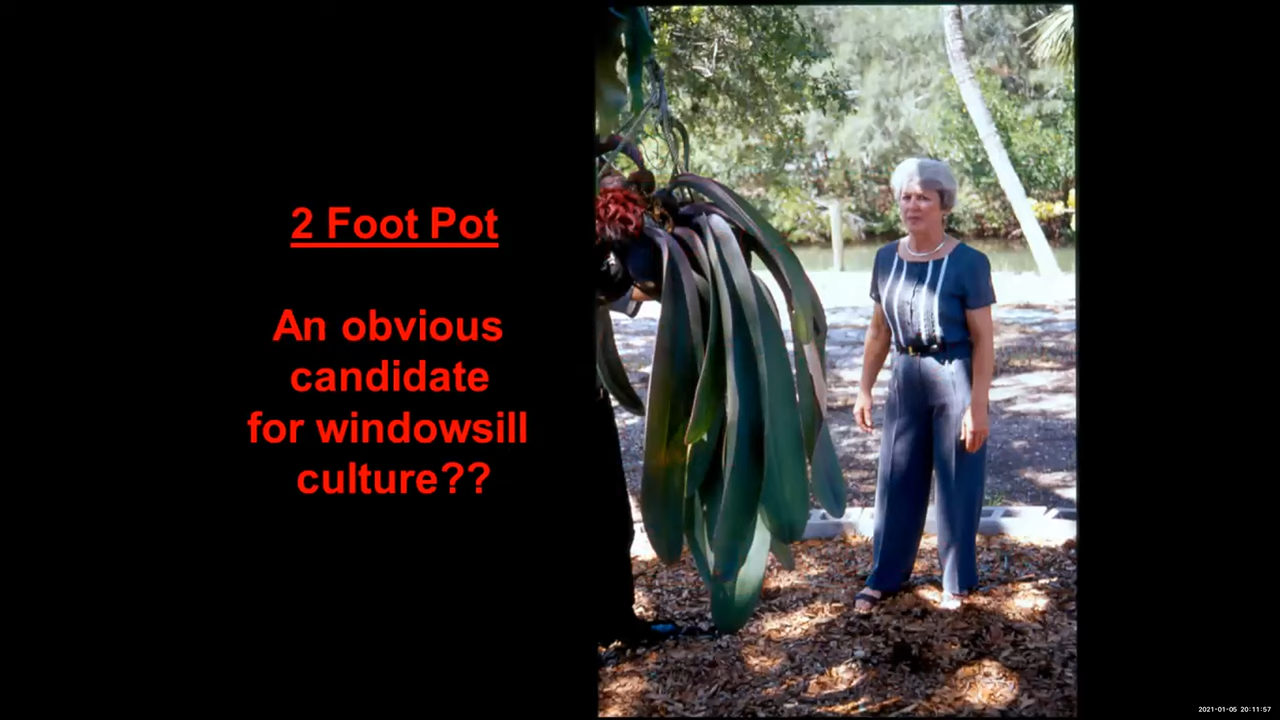 2 Foot Pot
An obvious
candidate
for windowsill
culture??
2021-01-05 20:11:57